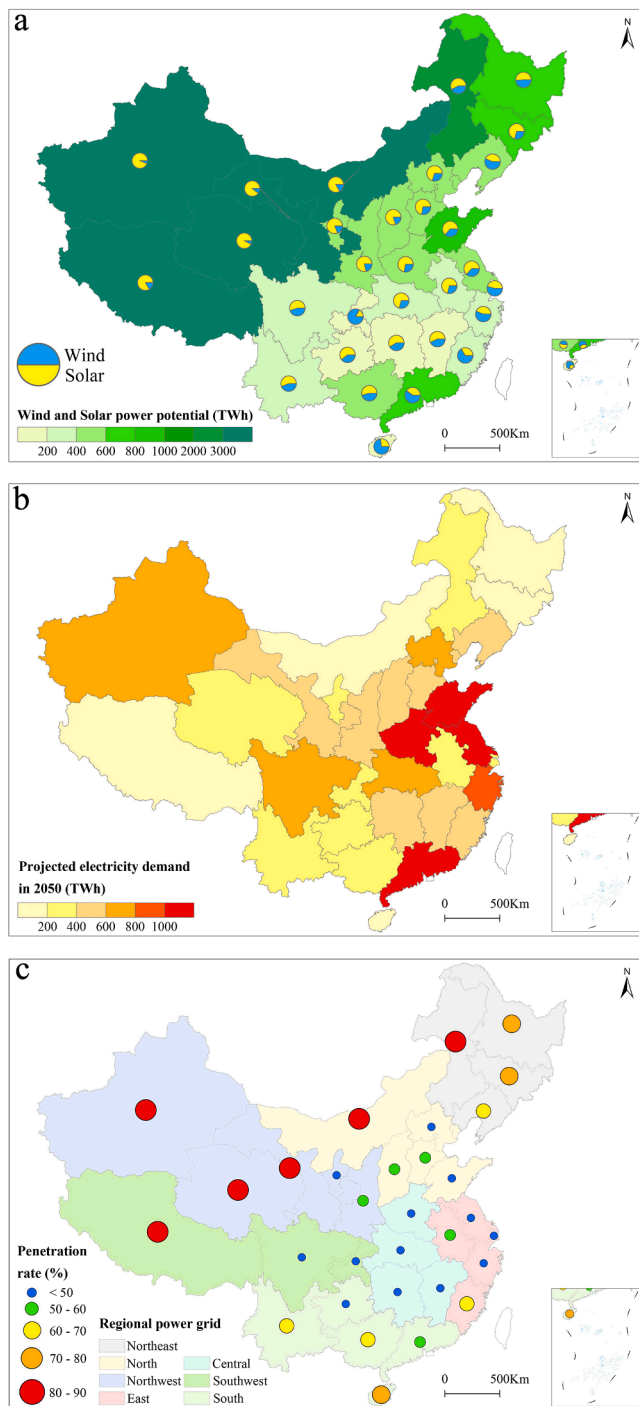 a
N
Wind
Solar
Wind and Solar power potential (TWh)
200 400 600 800 1000 2000 3000
0 500Km
b
N
Projected electricity demand
in 2050 (TWh)
200 400 600 800 1000
0 500Km
c
N
Penetration
rate (%)
< 50
50 - 60
60 - 70
70 - 80
80 - 90
Regional power grid
Northeast
North
Central
Northwest
Southwest
East
South
0 500Km